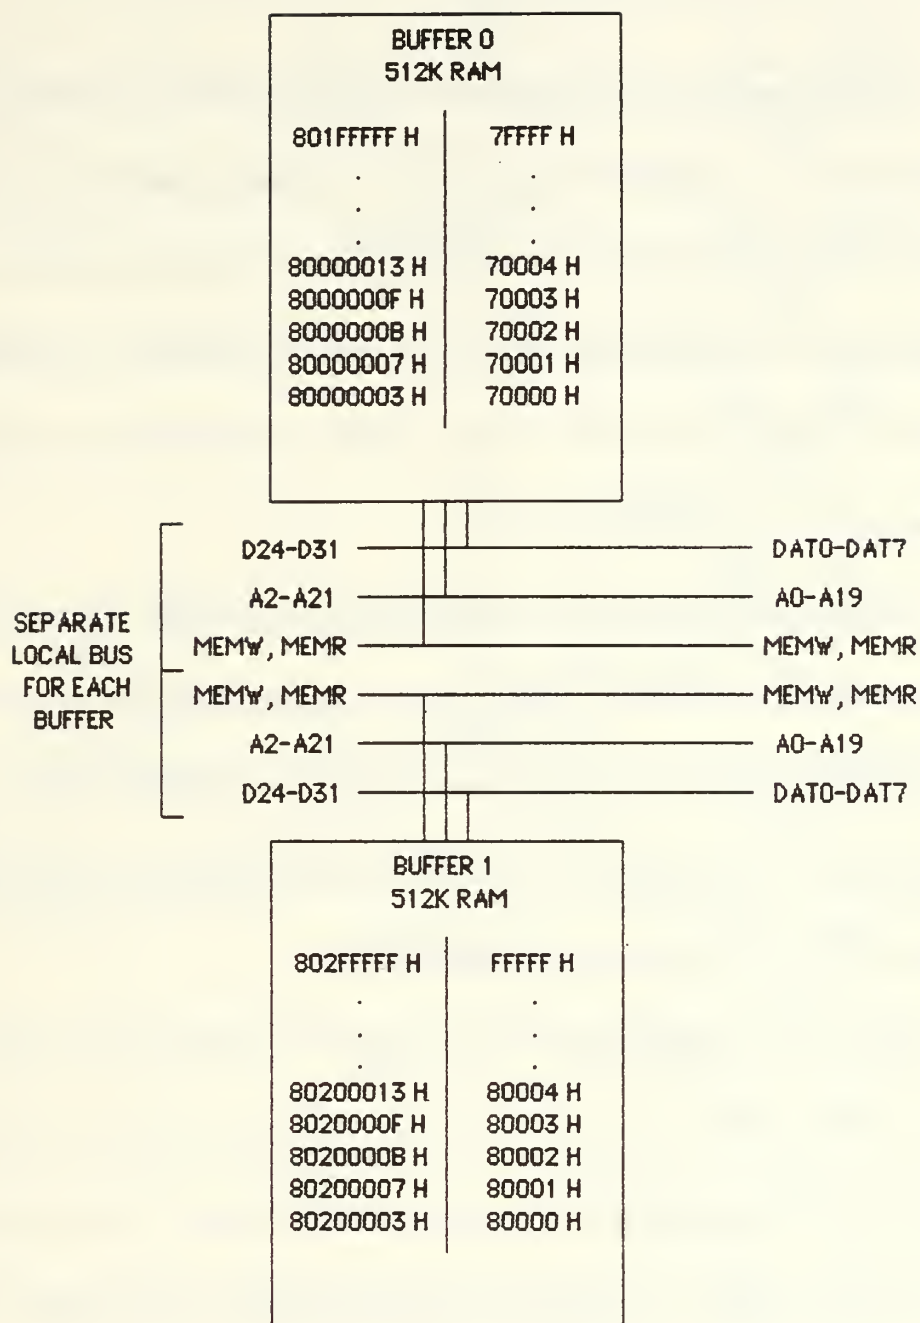 BUFFER 0
512K RAM
801FFFFF H 7FFFF H
. .
. .
. .
80000013 H 70004 H
8000000F H 70003 H
8000000B H 70002 H
80000007 H 70001 H
80000003 H 70000 H
D24-D31 DAT0-DAT7
A2-A21 A0-A19
MEMW, MEMR MEMW, MEMR
SEPARATE
LOCAL BUS
FOR EACH
BUFFER
MEMW, MEMR MEMW, MEMR
A2-A21 A0-A19
D24-D31 DAT0-DAT7
BUFFER 1
512K RAM
802FFFFF H FFFFF H
. .
. .
. .
80200013 H 80004 H
8020000F H 80003 H
8020000B H 80002 H
80200007 H 80001 H
80200003 H 80000 H